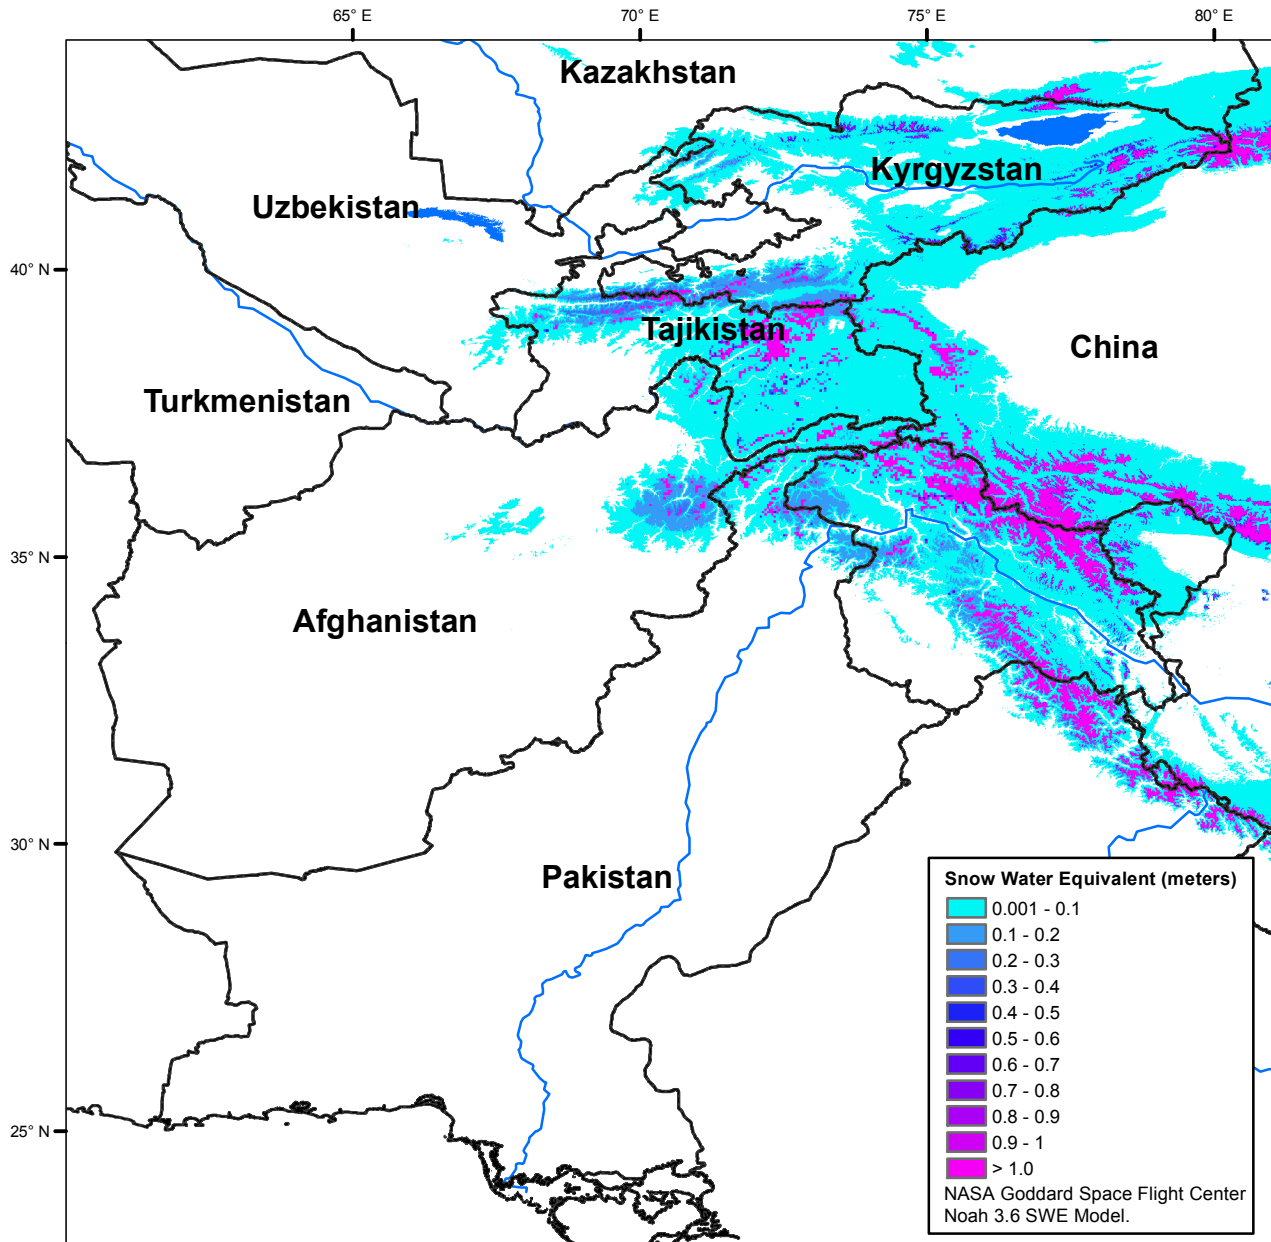 65° E
70° E
75° E
80° E
Kazakhstan
Kyrgyzstan
Uzbekistan
40° N
Tajikistan
China
Turkmenistan
35° N
Afghanistan
30° N
Pakistan
25° N
Snow Water Equivalent (meters)
0.001 - 0.1
0.1 - 0.2
0.2 - 0.3
0.3 - 0.4
0.4 - 0.5
0.5 - 0.6
0.6 - 0.7
0.7 - 0.8
0.8 - 0.9
0.9 - 1
> 1.0
NASA Goddard Space Flight Center
Noah 3.6 SWE Model.